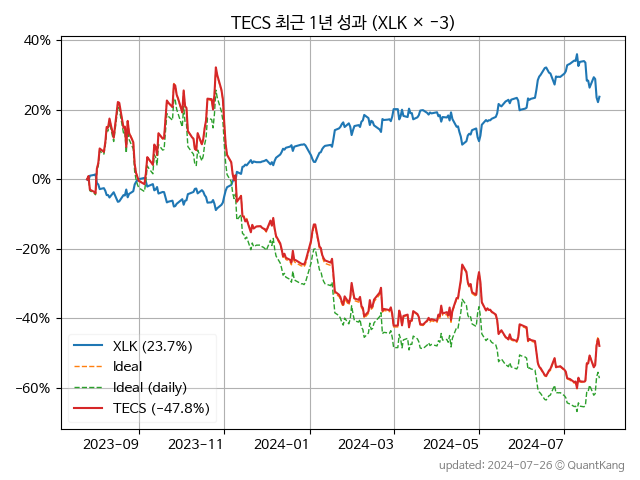 TECS 최근 1년 성과 (XLK × −3)
40%
20%
0%
−20%
−40%
−60%
XLK (23.7%)
Ideal
Ideal (daily)
TECS (−47.8%)
2023−09
2023−11
2024−01
2024−03
2024−05
2024−07
updated: 2024-07-26 © QuantKang